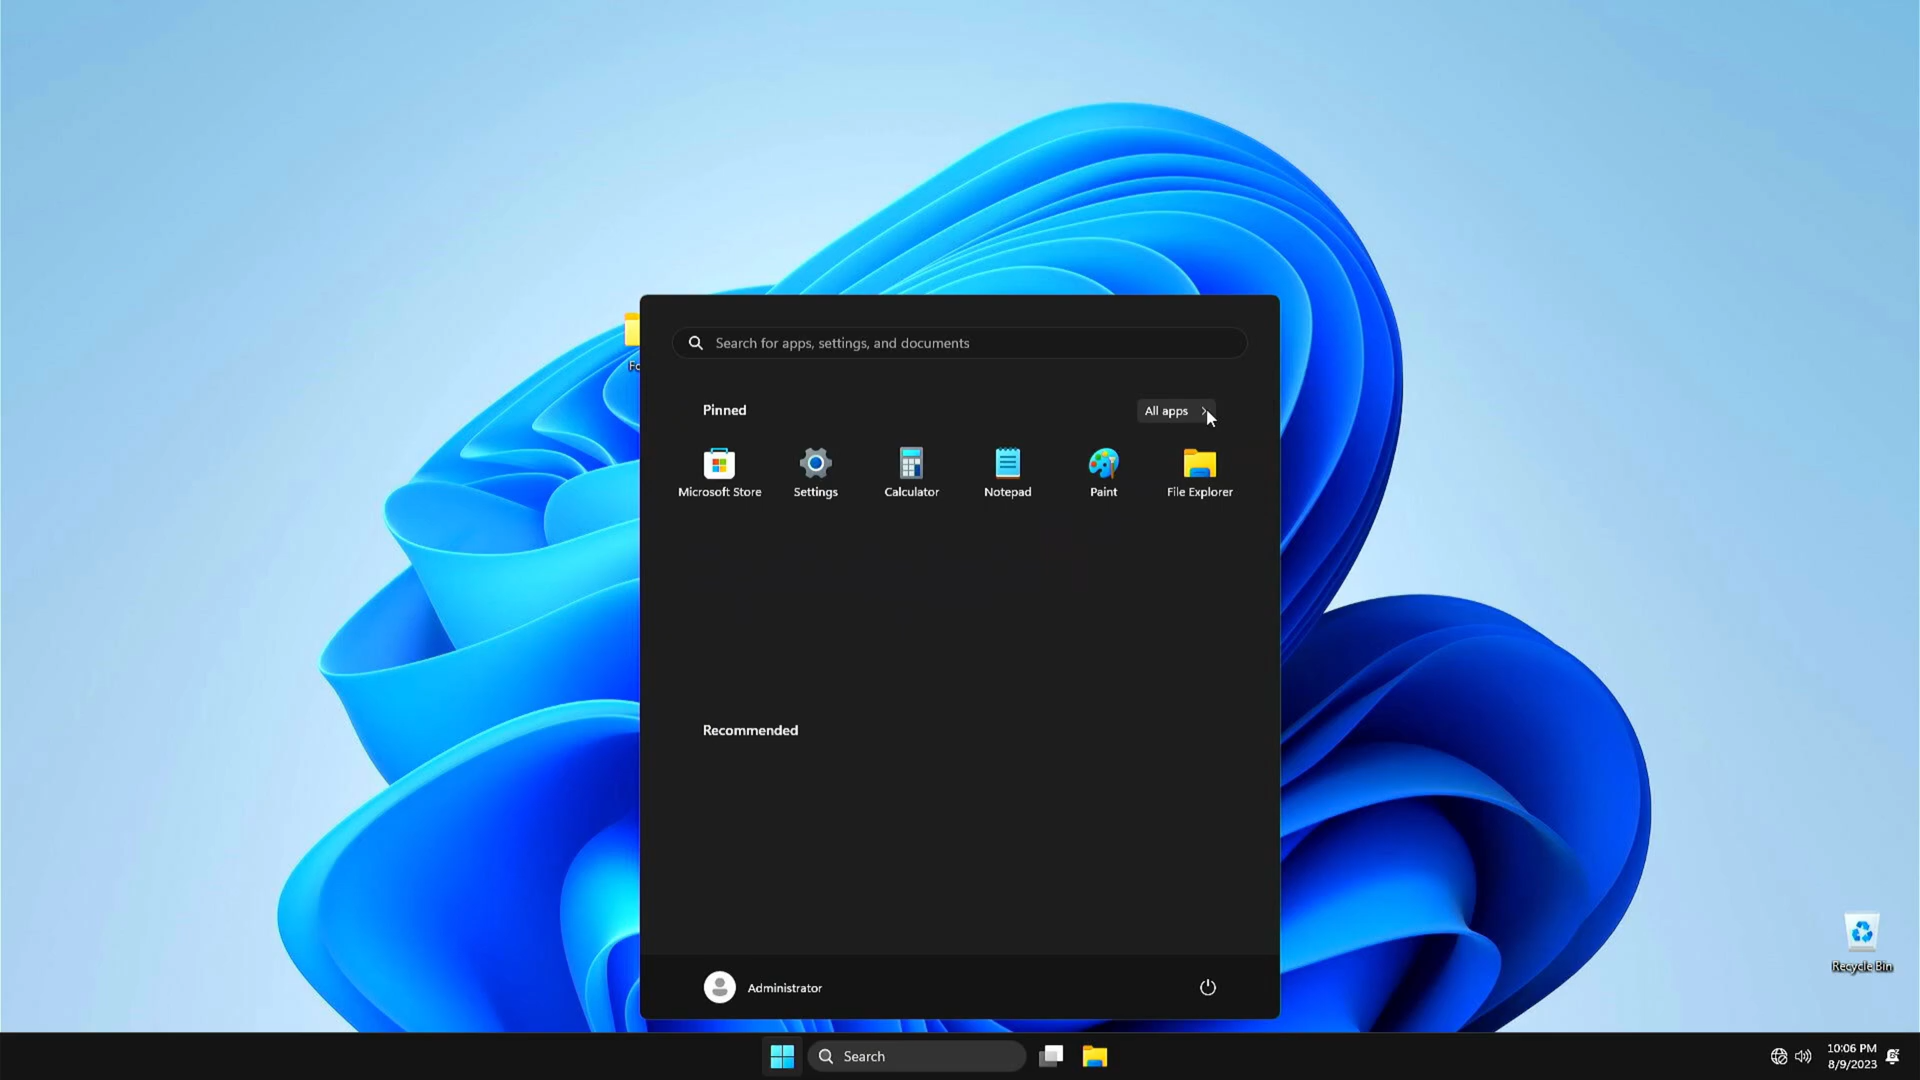 Search for apps, settings, and documents
Pinned
All apps
Microsoft Store
Settings
Calculator
Notepad
Paint
File Explorer
Recommended
Administrator
Recycle Bin
Search
10:06 PM
8/9/2023